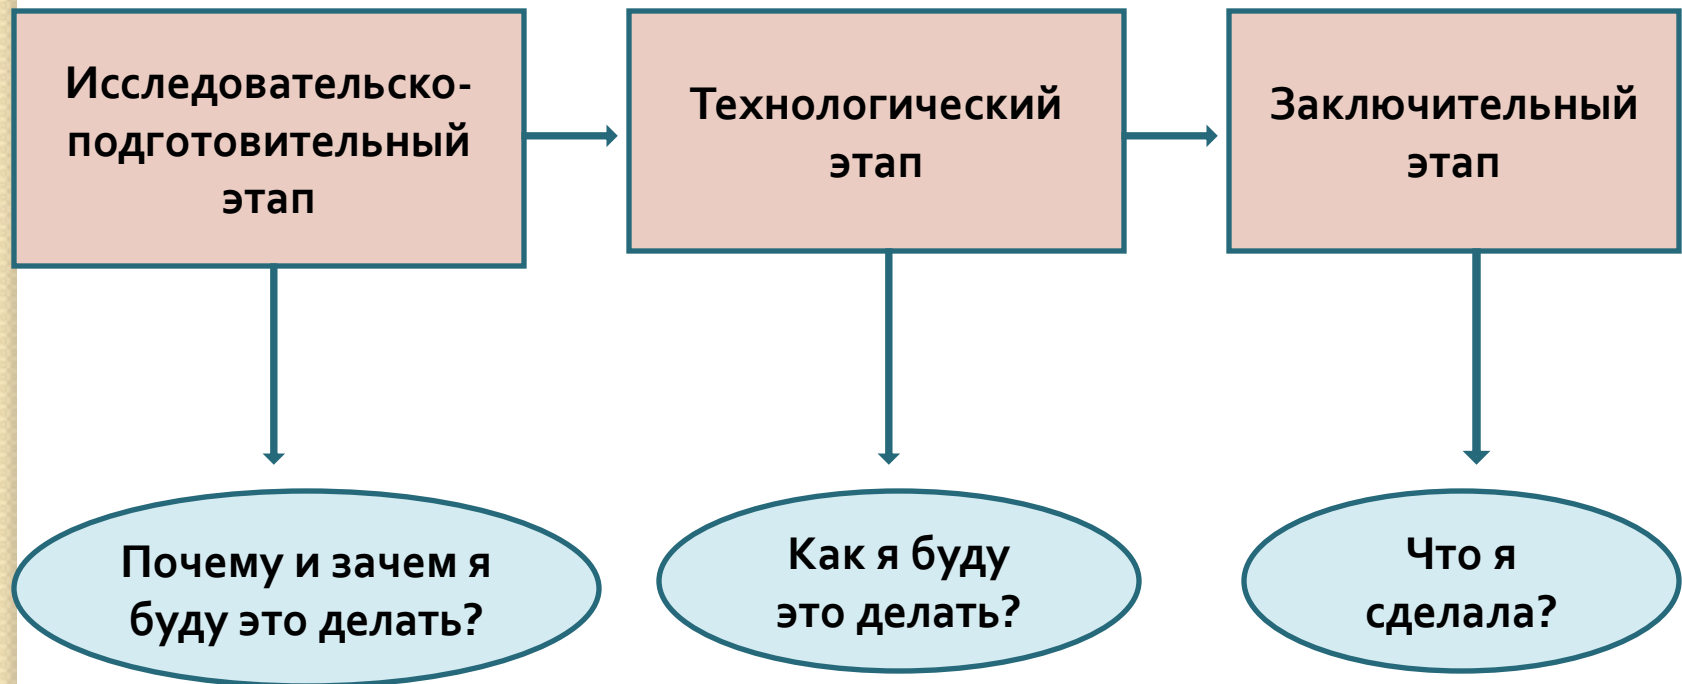 Исследовательско-
подготовительный
этап
Технологический
этап
Заключительный
этап
Почему и зачем я
буду это делать?
Как я буду
это делать?
Что я
сделала?